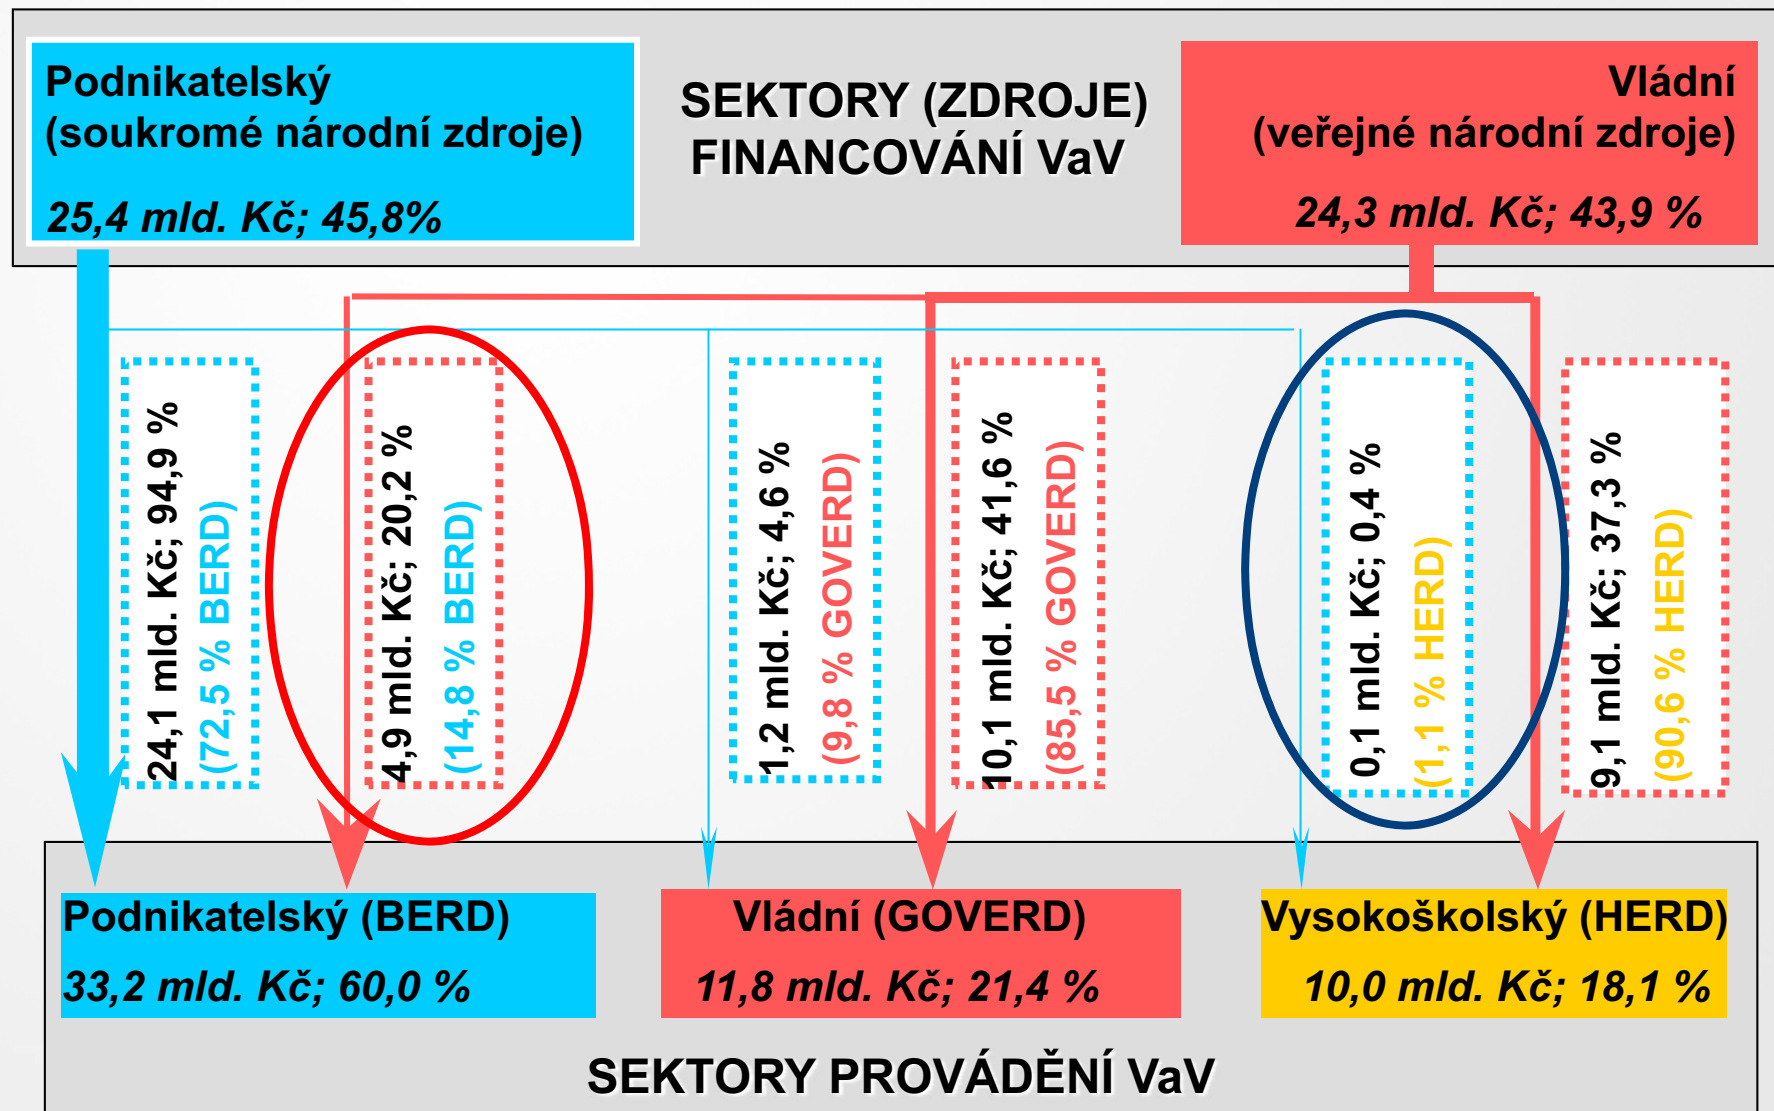 Podnikatelský
(soukromé národní zdroje)
25,4 mld. Kč; 45,8%
SEKTORY (ZDROJE)
FINANCOVÁNÍ VaV
Vládní
(veřejné národní zdroje)
24,3 mld. Kč; 43,9 %
24,1 mld. Kč; 94,9 %
(72,5 % BERD)
4,9 mld. Kč; 20,2 %
(14,8 % BERD)
1,2 mld. Kč; 4,6 %
(9,8 % GOVERD)
10,1 mld. Kč; 41,6 %
(85,5 % GOVERD)
0,1 mld. Kč; 0,4 %
(1,1 % HERD)
9,1 mld. Kč; 37,3 %
(90,6 % HERD)
Podnikatelský (BERD)
33,2 mld. Kč; 60,0 %
Vládní (GOVERD)
11,8 mld. Kč; 21,4 %
Vysokoškolský (HERD)
10,0 mld. Kč; 18,1 %
SEKTORY PROVÁDĚNÍ VaV